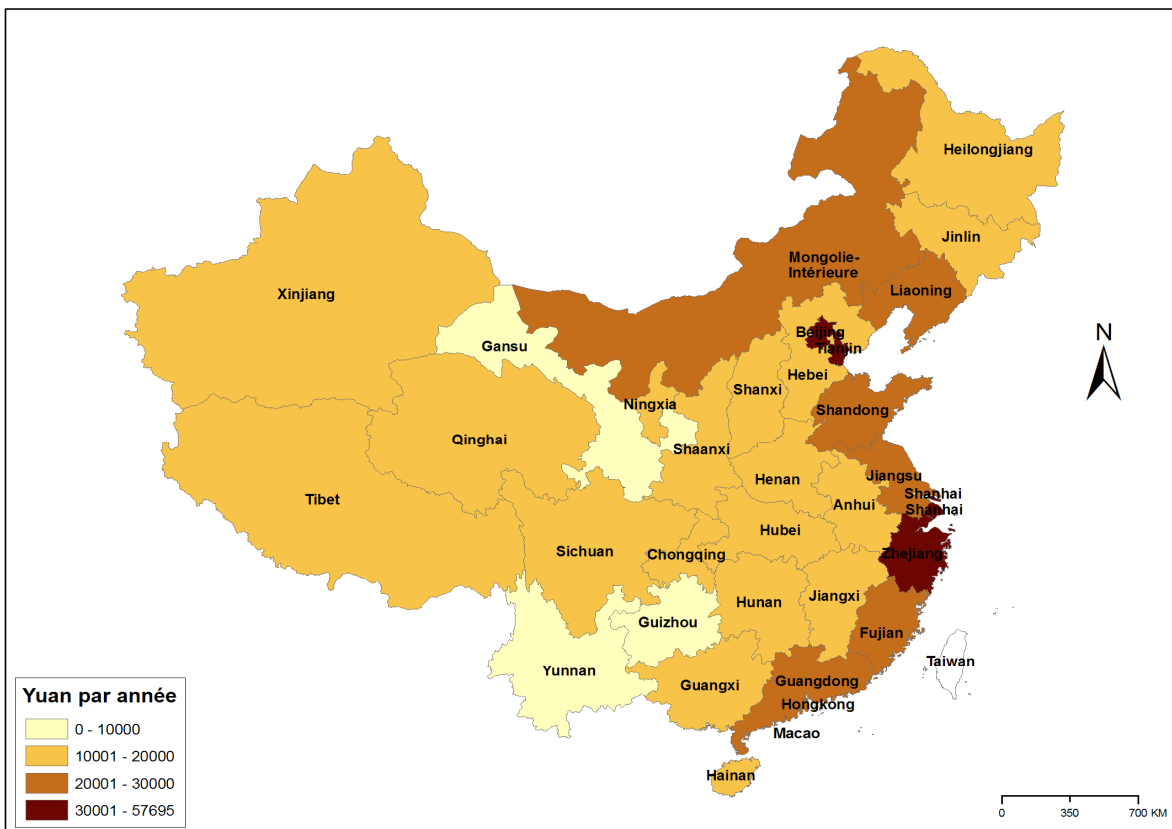 Heilongjiang
Jinlin
Mongolie-
Intérieure
Xinjiang
Liaoning
Beijing
Tianjin
N
Gansu
Hebei
Shanxi
Ningxia
Shandong
Qinghai
Shaanxi
Henan
Jiangsu
Shanhai
Shanhai
Anhui
Tibet
Hubei
Sichuan
Chongqing
Zhejiang
Hunan
Jiangxi
Guizhou
Fujian
Taiwan
Yunnan
Guangxi
Guangdong
Hongkong
Macao
Hainan
Yuan par année
0 - 10000
10001 - 20000
20001 - 30000
30001 - 57695
0 350 700 KM